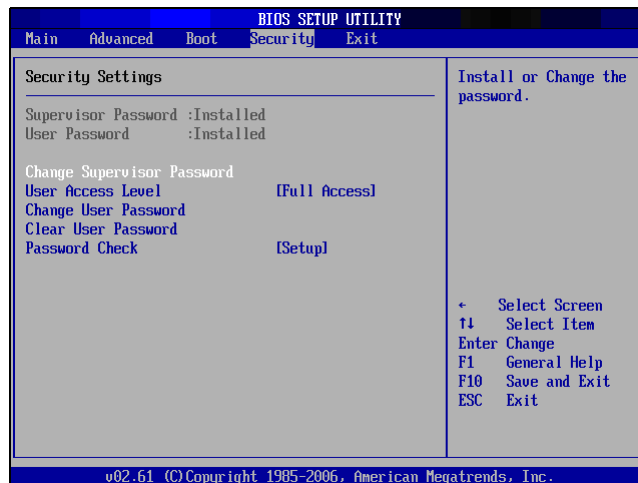 BIOS SETUP UTILITY
Main Advanced Boot Security Exit
Security Settings
Supervisor Password :Installed
User Password :Installed
Change Supervisor Password
User Access Level [Full Access]
Change User Password
Clear User Password
Password Check [Setup]
Install or Change the
password.
← Select Screen
↑↓ Select Item
Enter Change
F1 General Help
F10 Save and Exit
ESC Exit
v02.61 (C)Copyright 1985-2006, American Megatrends, Inc.